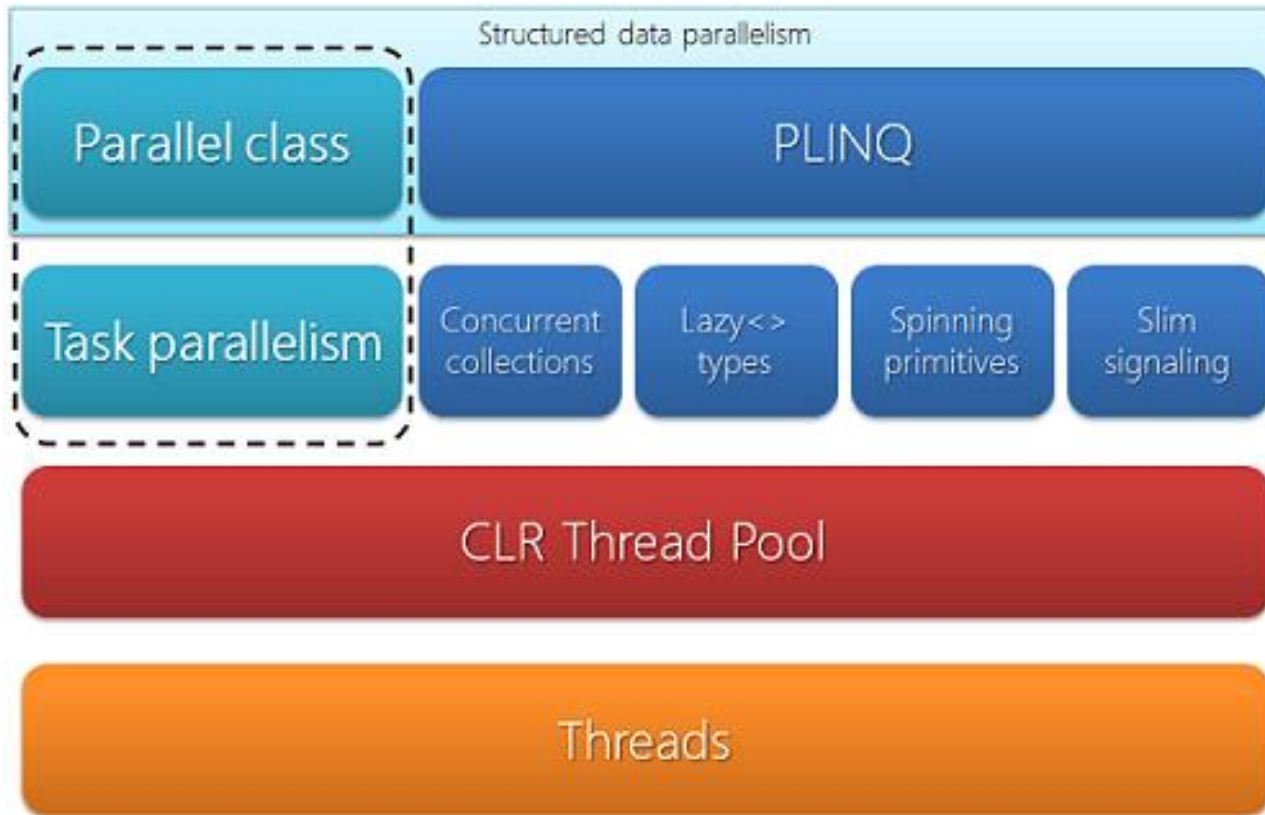 Structured data parallelism
Parallel class
PLINQ
Task parallelism
Concurrent
collections
Lazy<>
types
Spinning
primitives
Slim
signaling
CLR Thread Pool
Threads